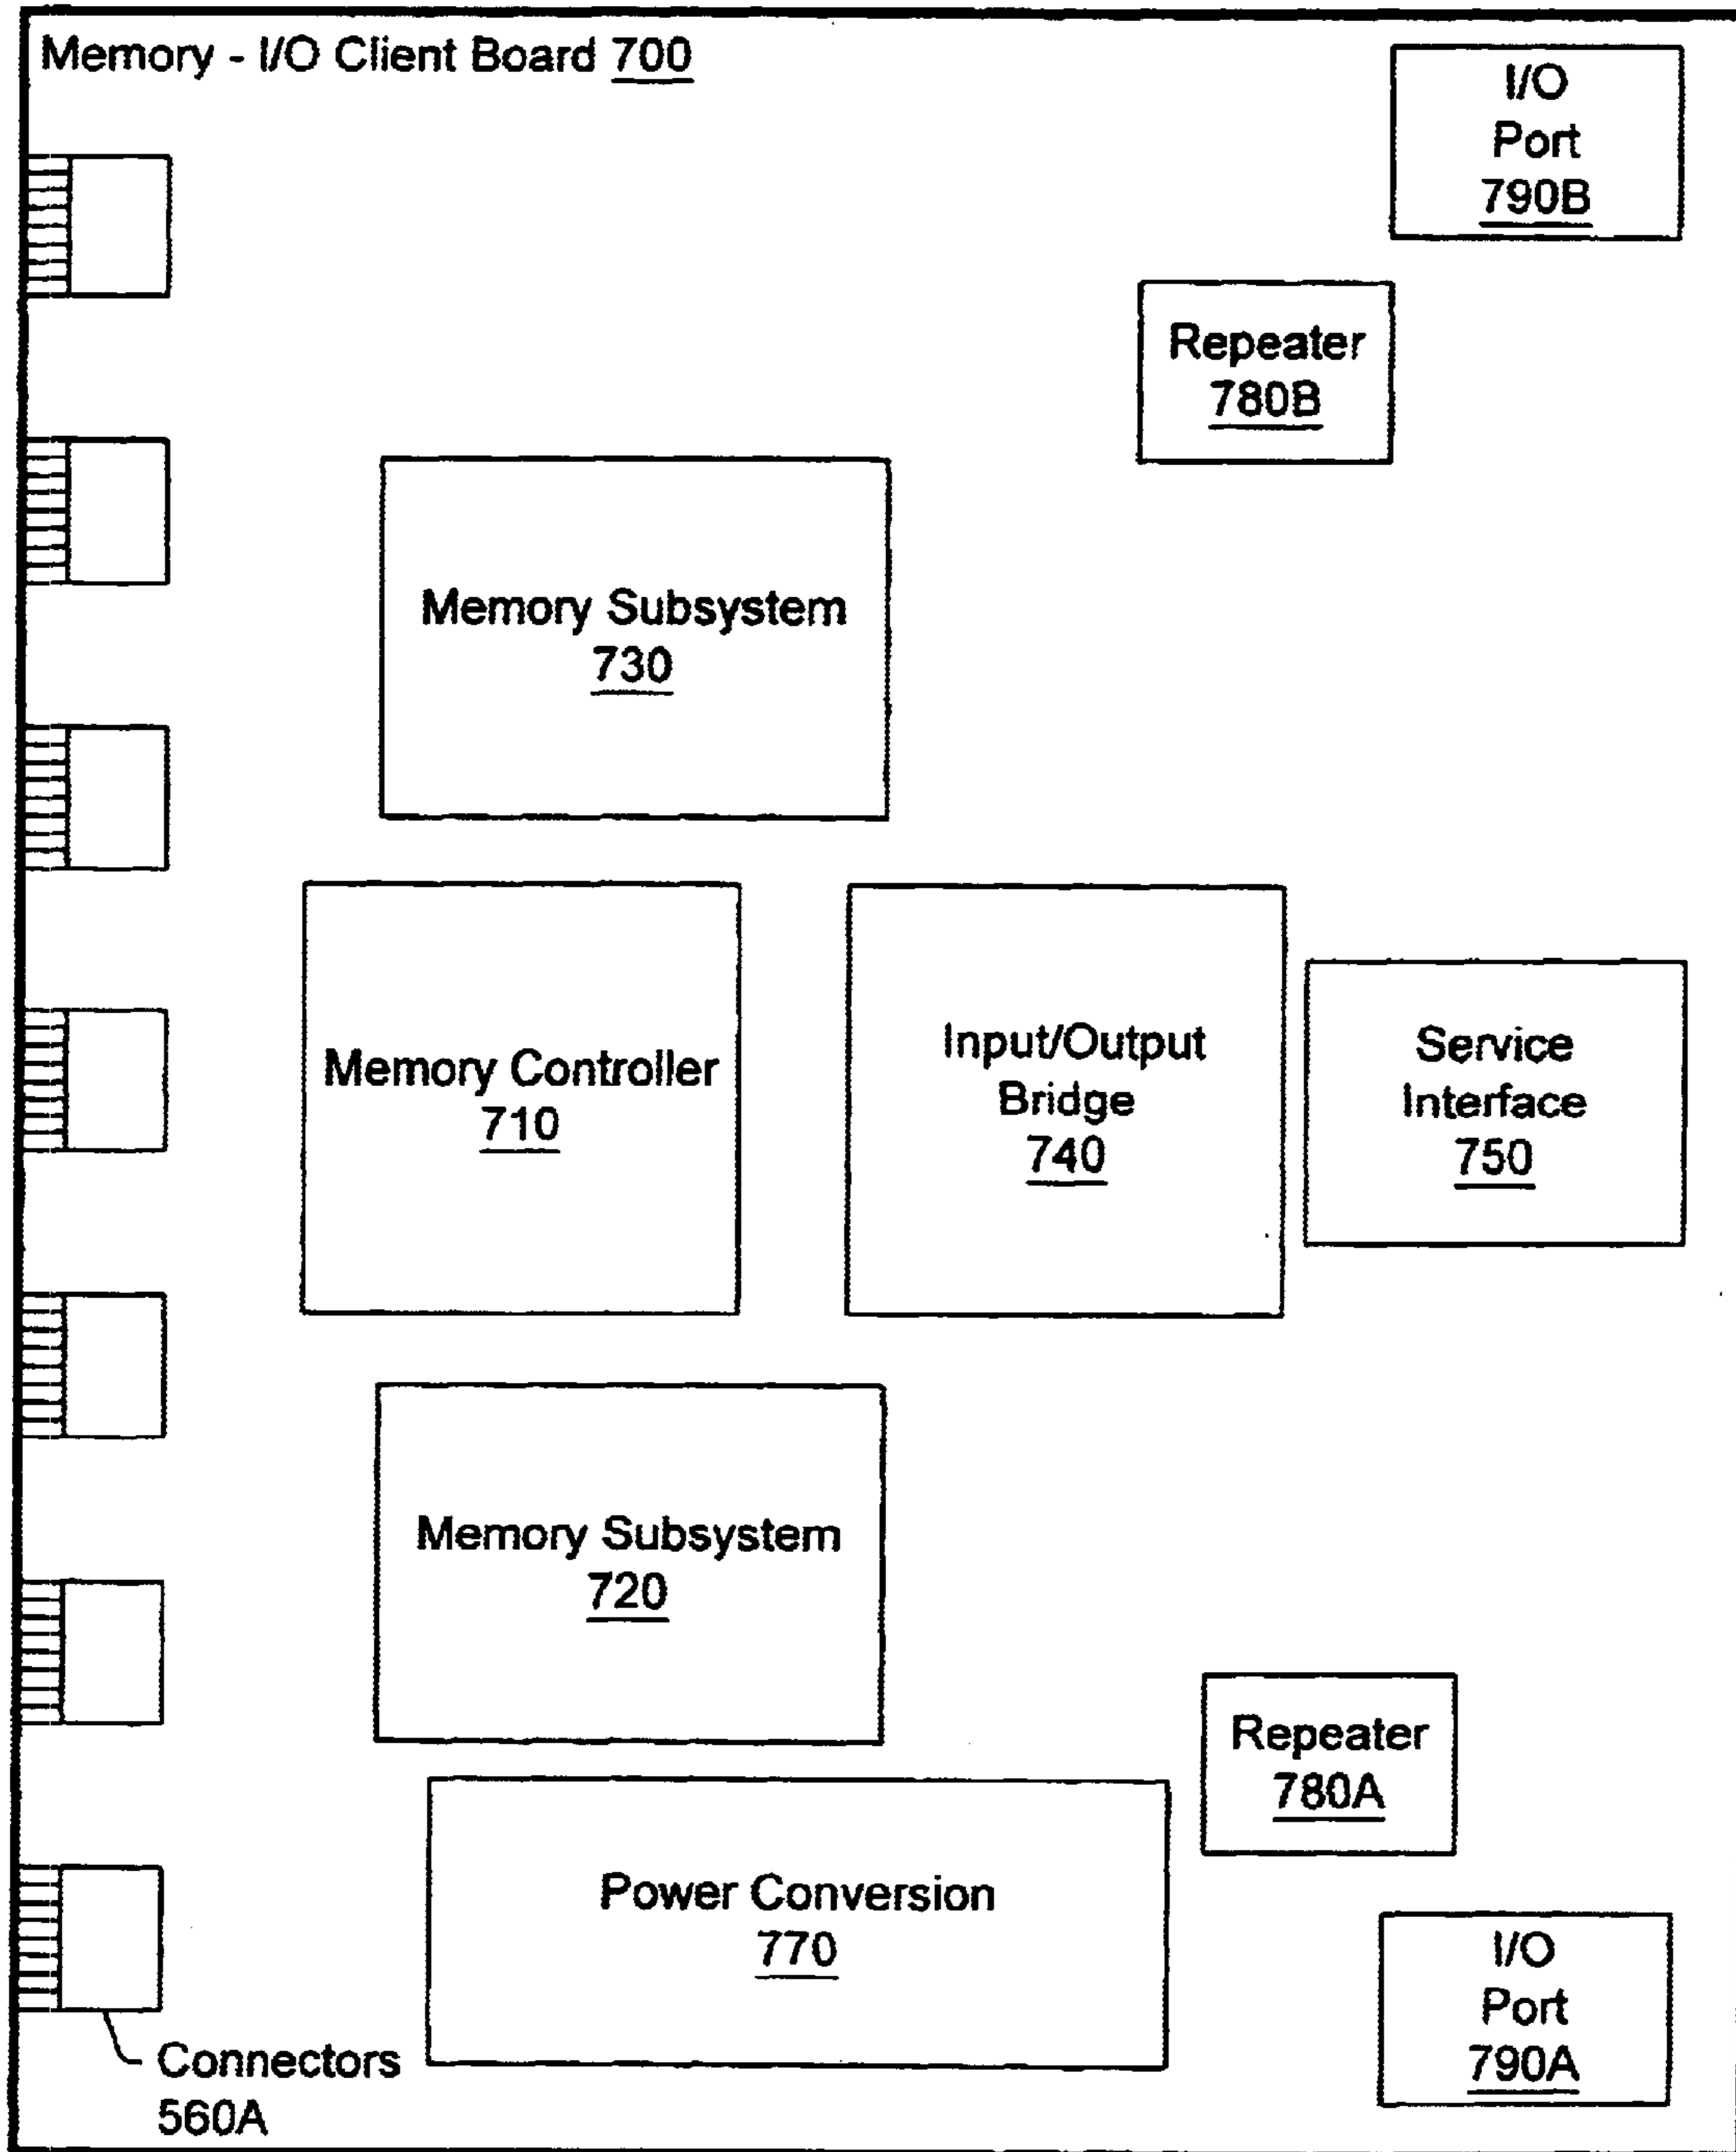 Memory - I/O Client Board 700
I/O
Port
790B
Repeater
780B
Memory Subsystem
730
Memory Controller
710
Input/Output
Bridge
740
Service
Interface
750
Memory Subsystem
720
Repeater
780A
Power Conversion
770
I/O
Port
790A
Connectors
560A